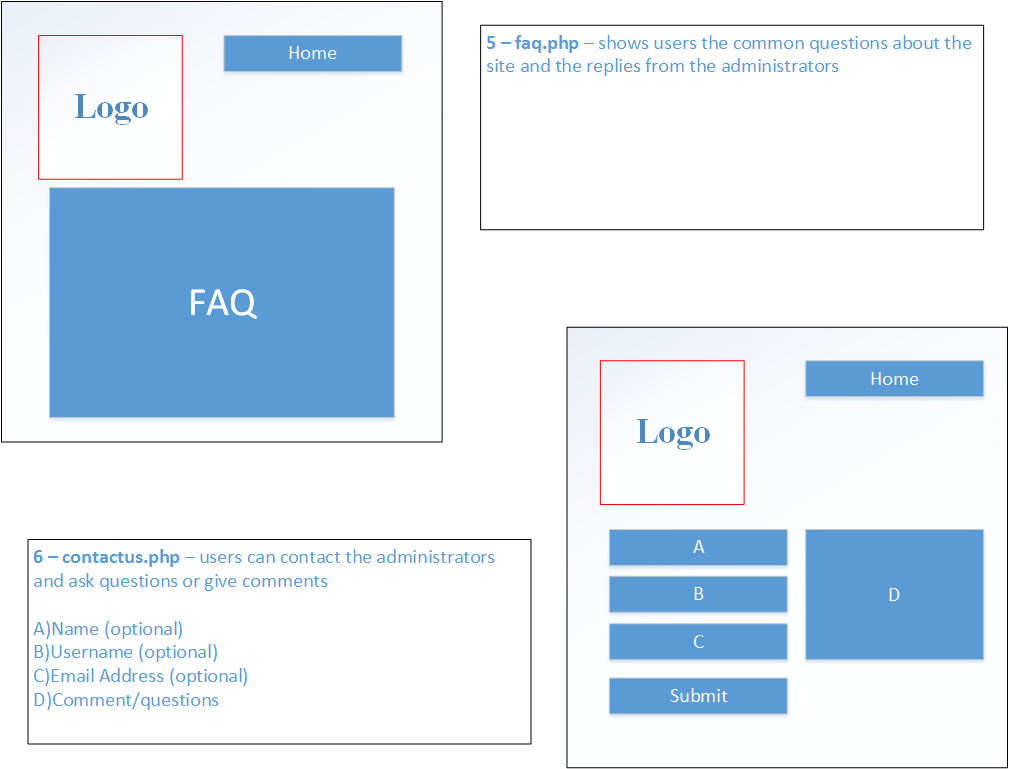 Logo
Home
FAQ
5 – faq.php – shows users the common questions about the
site and the replies from the administrators
Logo
Home
A
B
C
D
Submit
6 – contactus.php – users can contact the administrators
and ask questions or give comments
A)Name (optional)
B)Username (optional)
C)Email Address (optional)
D)Comment/questions